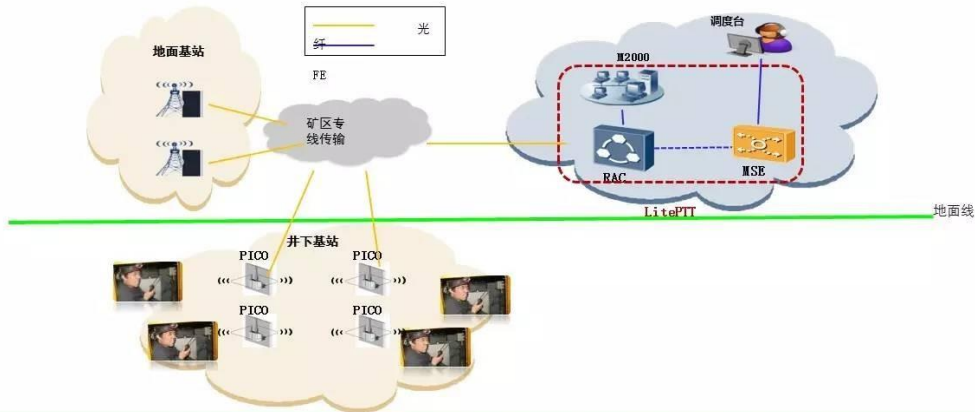 地面基站
光
纤
FE
矿区专
线传输
调度台
M2000
RAC
MSE
LitePTT
地面线
井下基站
PICO
PICO
PICO
PICO